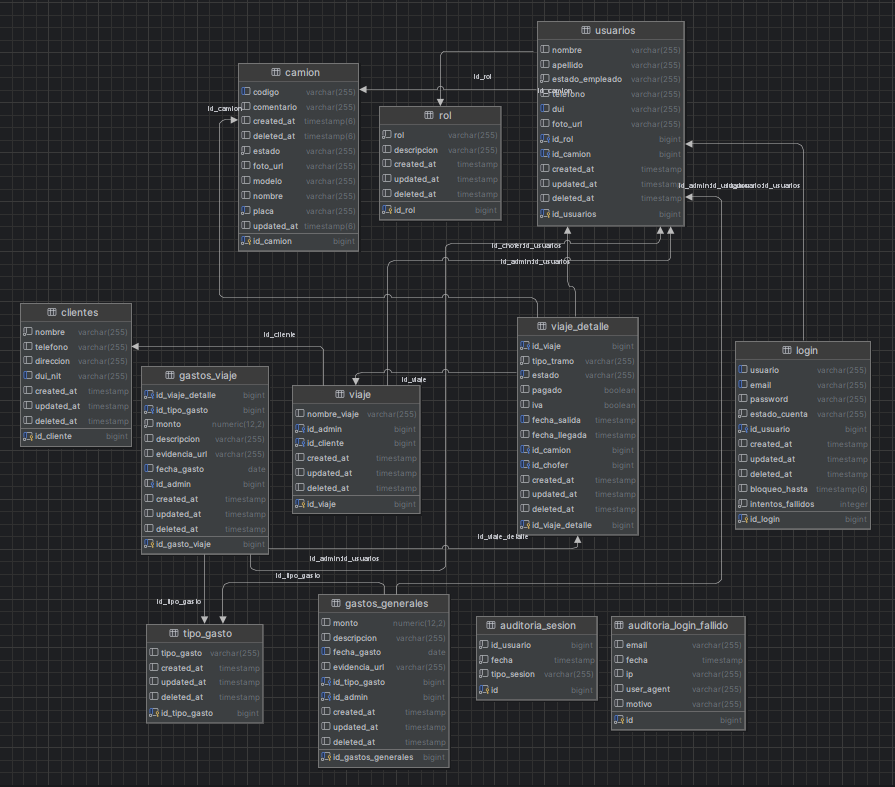 usuarios
nombre varchar(255)
apellido varchar(255)
estado_empleado varchar(255)
telefono varchar(255)
dui varchar(255)
foto_url varchar(255)
id_rol bigint
id_camion bigint
created_at timestamp
updated_at timestamp
deleted_at timestamp
id_usuarios bigint
camion
codigo varchar(255)
comentario varchar(255)
created_at timestamp(6)
deleted_at timestamp(6)
estado varchar(255)
foto_url varchar(255)
modelo varchar(255)
nombre varchar(255)
placa varchar(255)
updated_at timestamp(6)
id_camion bigint
rol
rol varchar(255)
descripcion varchar(255)
created_at timestamp
updated_at timestamp
deleted_at timestamp
id_rol bigint
id_rol
id_camion
id_camion
id_chofer:id_usuarios
id_admin:id_usuarios
clientes
nombre varchar(255)
telefono varchar(255)
direccion varchar(255)
dui_nit varchar(255)
created_at timestamp
updated_at timestamp
deleted_at timestamp
id_cliente bigint
id_cliente
gastos_viaje
id_viaje_detalle bigint
id_tipo_gasto bigint
monto numeric(12,2)
descripcion varchar(255)
evidencia_url varchar(255)
fecha_gasto date
id_admin bigint
created_at timestamp
updated_at timestamp
deleted_at timestamp
id_gasto_viaje bigint
viaje
nombre_viaje varchar(255)
id_admin bigint
id_cliente bigint
created_at timestamp
updated_at timestamp
deleted_at timestamp
id_viaje bigint
id_viaje
viaje_detalle
id_viaje bigint
tipo_tramo varchar(255)
estado varchar(255)
pagado boolean
iva boolean
fecha_salida timestamp
fecha_llegada timestamp
id_camion bigint
id_chofer bigint
created_at timestamp
updated_at timestamp
deleted_at timestamp
id_viaje_detalle bigint
login
usuario varchar(255)
email varchar(255)
password varchar(255)
estado_cuenta varchar(255)
id_usuario bigint
created_at timestamp
updated_at timestamp
deleted_at timestamp
bloqueo_hasta timestamp(6)
intentos_fallidos integer
id_login bigint
id_viaje_detalle
id_admin:id_usuarios
id_tipo_gasto
id_tipo_gasto
tipo_gasto
tipo_gasto varchar(255)
created_at timestamp
updated_at timestamp
deleted_at timestamp
id_tipo_gasto bigint
gastos_generales
monto numeric(12,2)
descripcion varchar(255)
fecha_gasto date
evidencia_url varchar(255)
id_tipo_gasto bigint
id_admin bigint
created_at timestamp
updated_at timestamp
deleted_at timestamp
id_gastos_generales bigint
auditoria_sesion
id_usuario bigint
fecha timestamp
tipo_sesion varchar(255)
id bigint
auditoria_login_fallido
email varchar(255)
fecha timestamp
ip varchar(255)
user_agent varchar(255)
motivo varchar(255)
id bigint